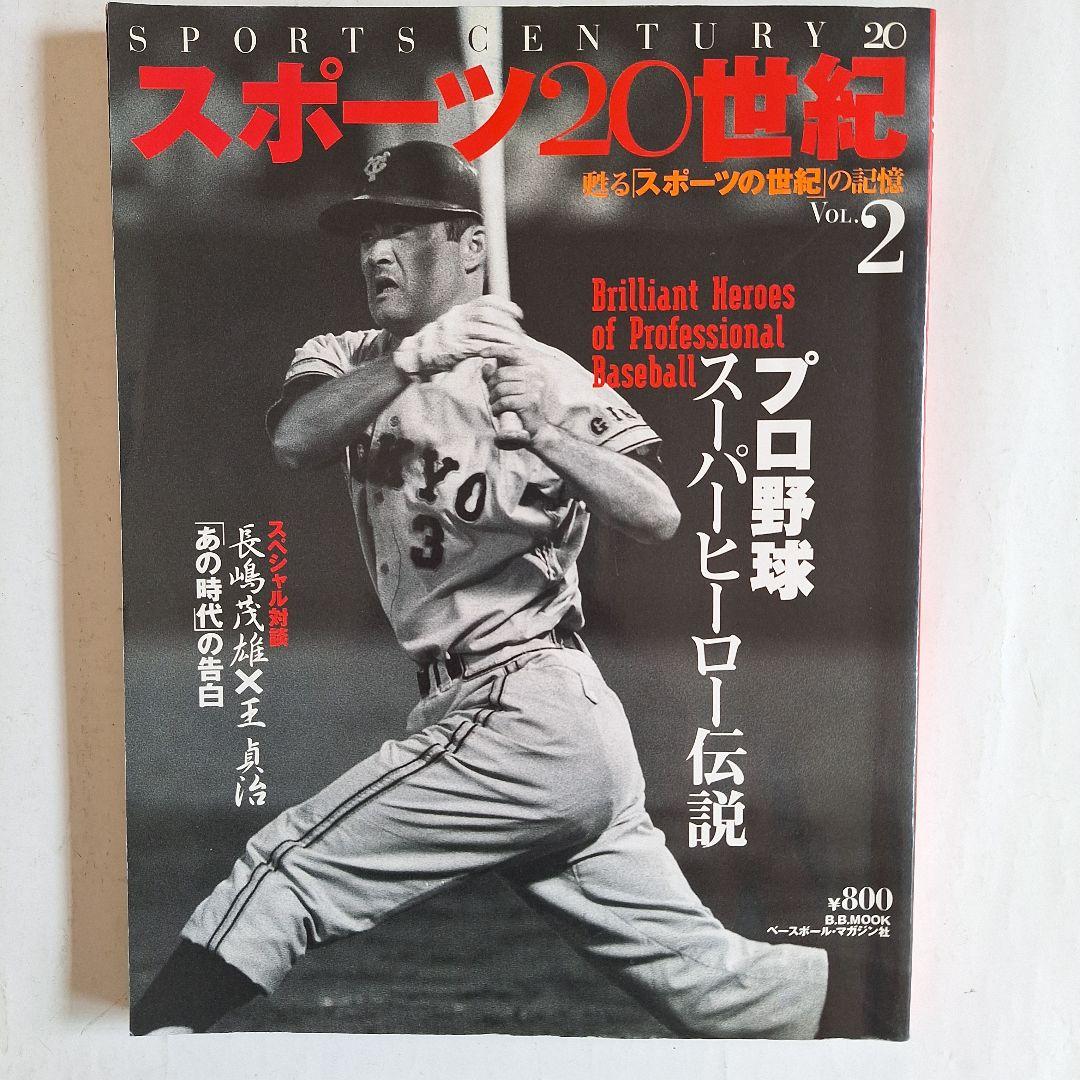 SPORTS CENTURY 20
スポーツ20世紀
甦る「スポーツの世紀」の記憶
VOL.2
Brilliant Heroes
of Professional
Baseball
プロ野球
スーパーヒーロー伝説
スペシャル対談
長嶋茂雄×王 貞治
「あの時代」の告白
YG
GIA
KYO
3
¥800
B.B.MOOK
ベースボール・マガジン社